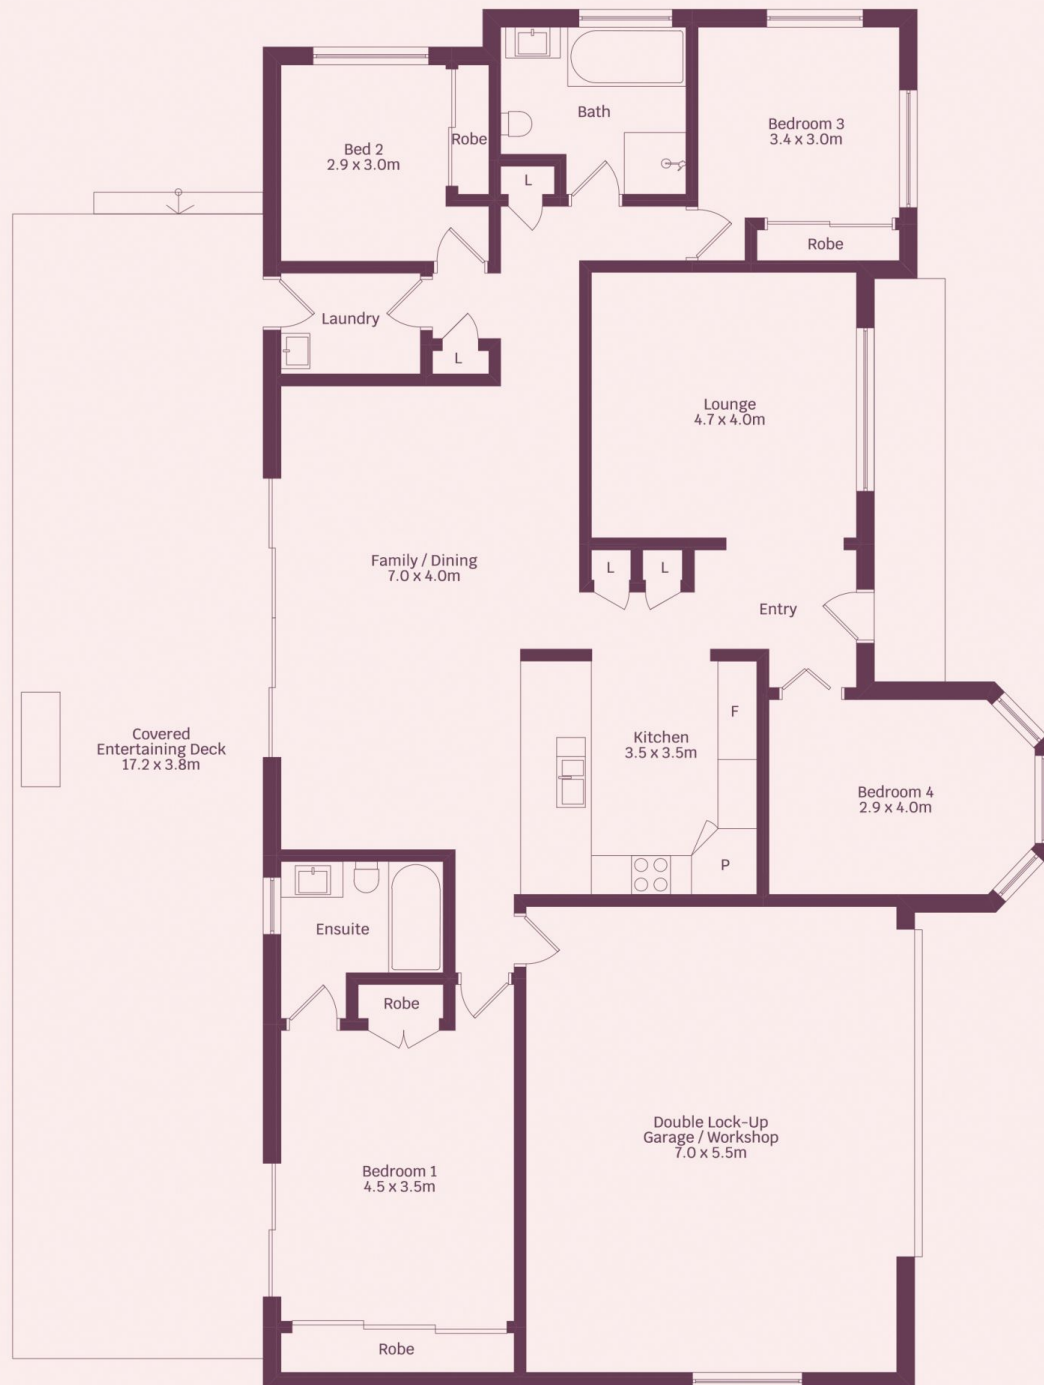 Bath
Bedroom 3
3.4 x 3.0m
Bed 2
2.9 x 3.0m
Robe
L
Robe
Laundry
L
Lounge
4.7 x 4.0m
Family / Dining
7.0 x 4.0m
L
L
Entry
Covered
Entertaining Deck
17.2 x 3.8m
Kitchen
3.5 x 3.5m
F
Bedroom 4
2.9 x 4.0m
P
Ensuite
Robe
Double Lock-Up
Garage / Workshop
7.0 x 5.5m
Bedroom 1
4.5 x 3.5m
Robe